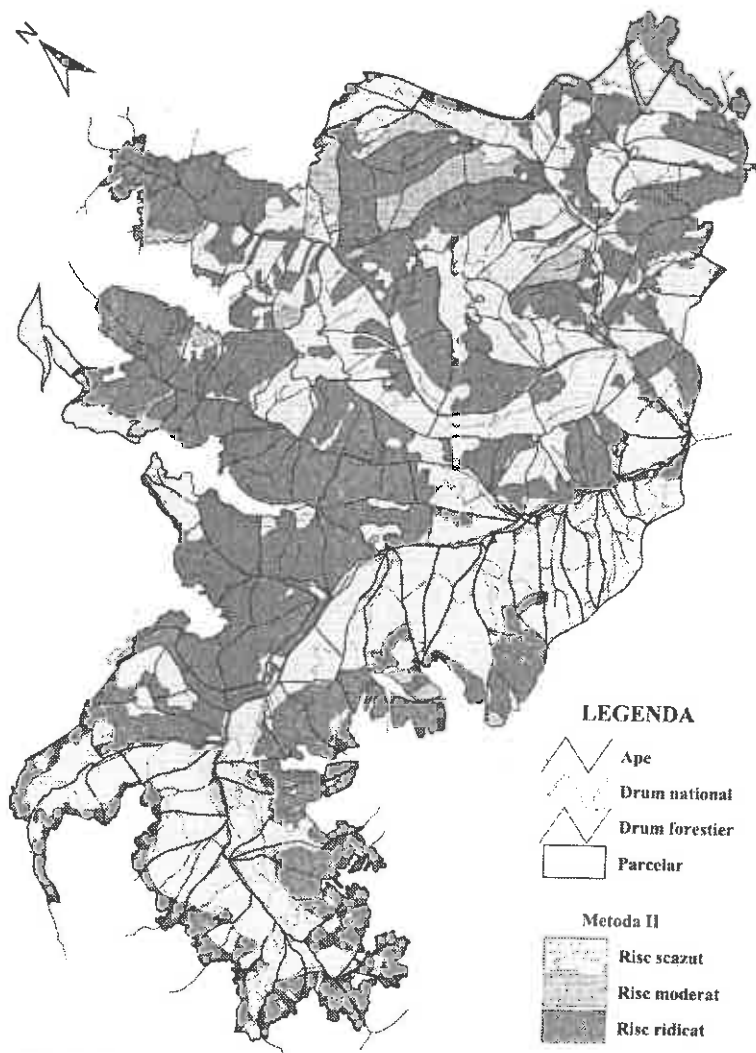 N
LEGENDA
Ape
Drum national
Drum forestier
Parcelar
Metoda II
Risc scazut
Risc moderat
Risc ridicat